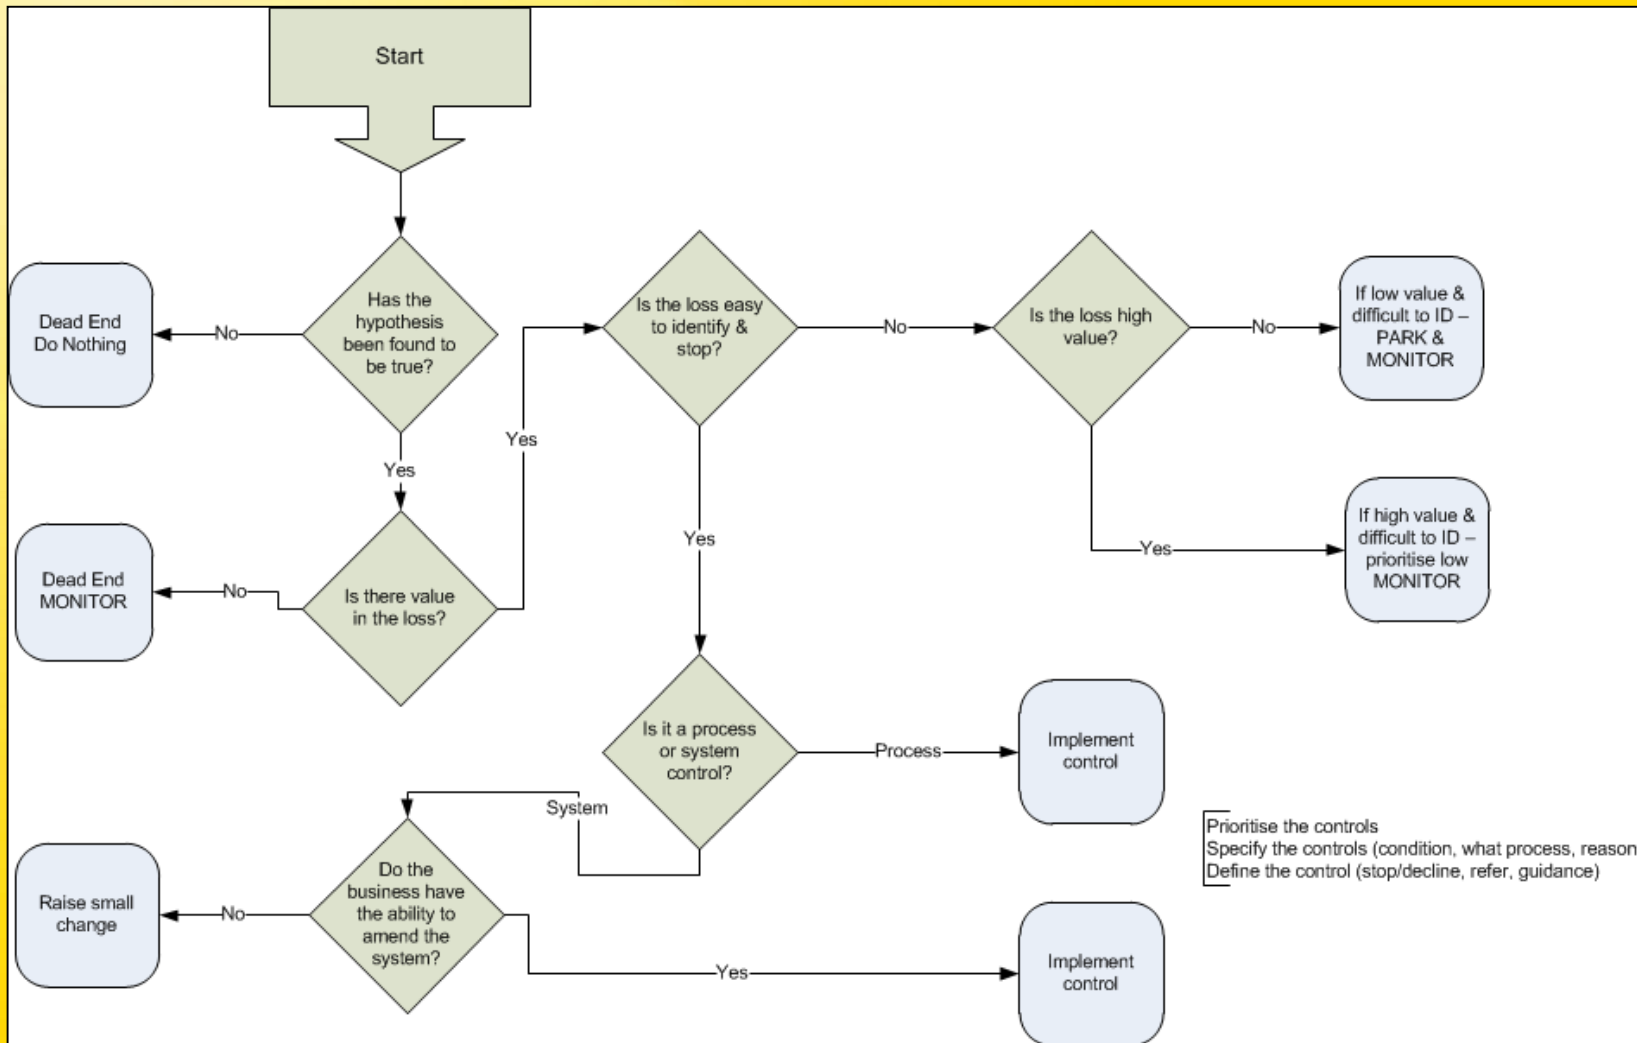 Start
Has the
hypothesis
been found to
be true?
No
Dead End
Do Nothing
Yes
Is there value
in the loss?
No
Dead End
MONITOR
Yes
Is the loss easy
to identify &
stop?
No
Is the loss high
value?
No
If low value &
difficult to ID –
PARK &
MONITOR
Yes
If high value &
difficult to ID –
prioritise low
MONITOR
Yes
Is it a process
or system
control?
Process
Implement
control
System
Do the
business have
the ability to
amend the
system?
No
Raise small
change
Yes
Implement
control
Prioritise the controls
Specify the controls (condition, what process, reason
Define the control (stop/decline, refer, guidance)